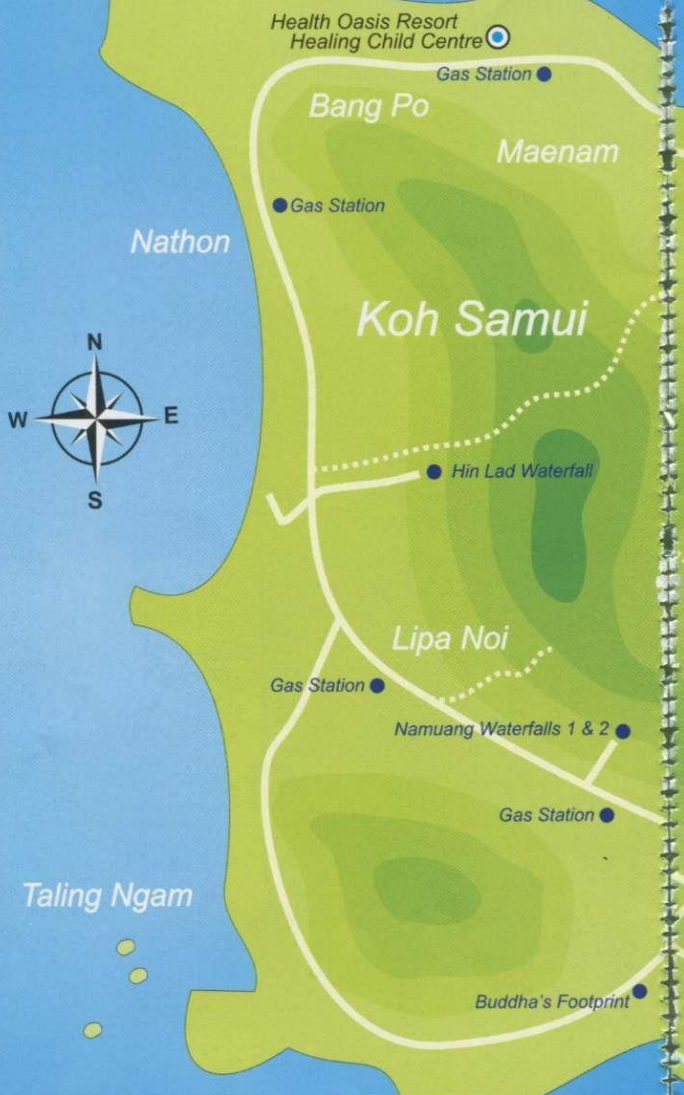 Health Oasis Resort
Healing Child Centre
Gas Station
Bang Po
Maenam
Gas Station
Nathon
Koh Samui
N
W
E
S
Hin Lad Waterfall
Lipa Noi
Gas Station
Namuang Waterfalls 1 & 2
Gas Station
Taling Ngam
Buddha's Footprint